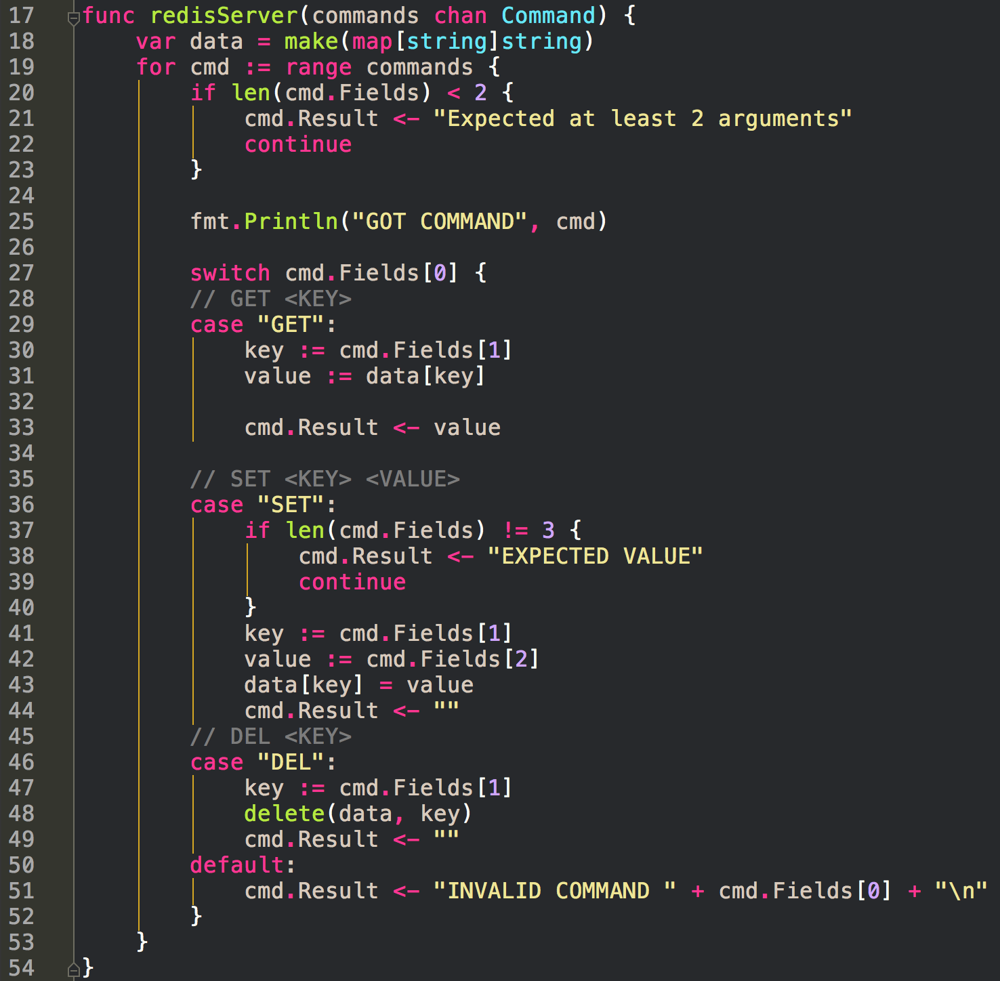 17 func redisServer(commands chan Command) {
18     var data = make(map[string]string)
19     for cmd := range commands {
20         if len(cmd.Fields) < 2 {
21             cmd.Result <- "Expected at least 2 arguments"
22             continue
23         }
24
25         fmt.Println("GOT COMMAND", cmd)
26
27         switch cmd.Fields[0] {
28         // GET <KEY>
29         case "GET":
30             key := cmd.Fields[1]
31             value := data[key]
32
33             cmd.Result <- value
34
35         // SET <KEY> <VALUE>
36         case "SET":
37             if len(cmd.Fields) != 3 {
38                 cmd.Result <- "EXPECTED VALUE"
39                 continue
40             }
41             key := cmd.Fields[1]
42             value := cmd.Fields[2]
43             data[key] = value
44             cmd.Result <- ""
45         // DEL <KEY>
46         case "DEL":
47             key := cmd.Fields[1]
48             delete(data, key)
49             cmd.Result <- ""
50         default:
51             cmd.Result <- "INVALID COMMAND " + cmd.Fields[0] + "\n"
52         }
53     }
54 }